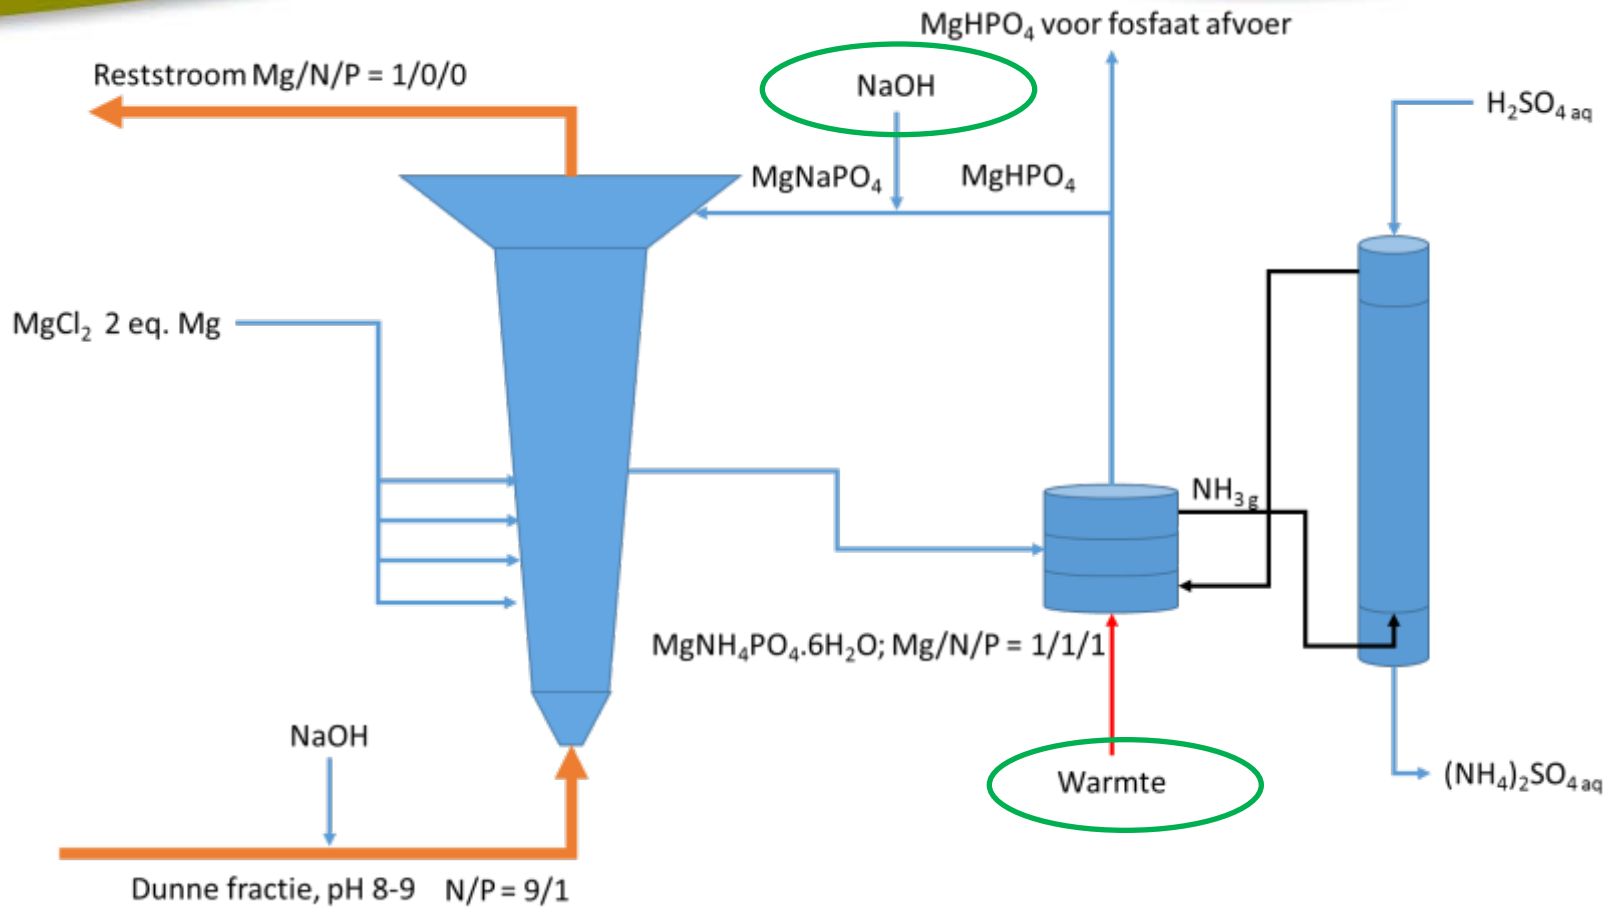 MgHPO₄ voor fosfaat afvoer
Reststroom Mg/N/P = 1/0/0
NaOH
H₂SO₄ aq
MgNaPO₄
MgHPO₄
MgCl₂ 2 eq. Mg
NH₃ g
MgNH₄PO₄.6H₂O; Mg/N/P = 1/1/1
NaOH
Warmte
(NH₄)₂SO₄ aq
Dunne fractie, pH 8-9 N/P = 9/1